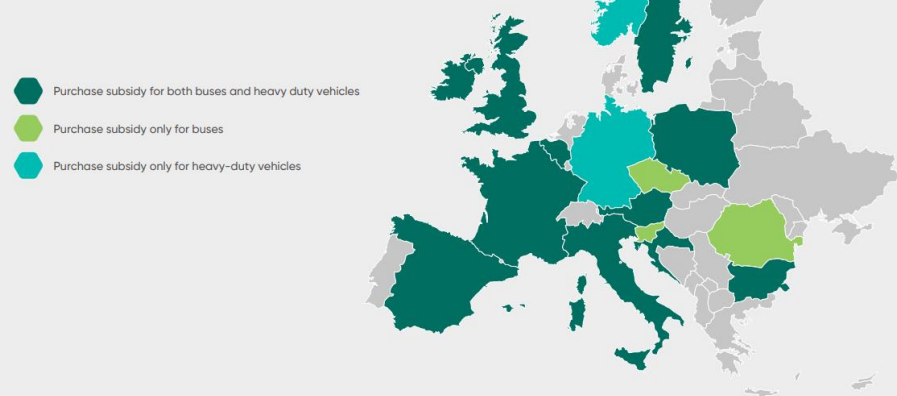 Purchase subsidy for both buses and heavy duty vehicles
Purchase subsidy only for buses
Purchase subsidy only for heavy-duty vehicles